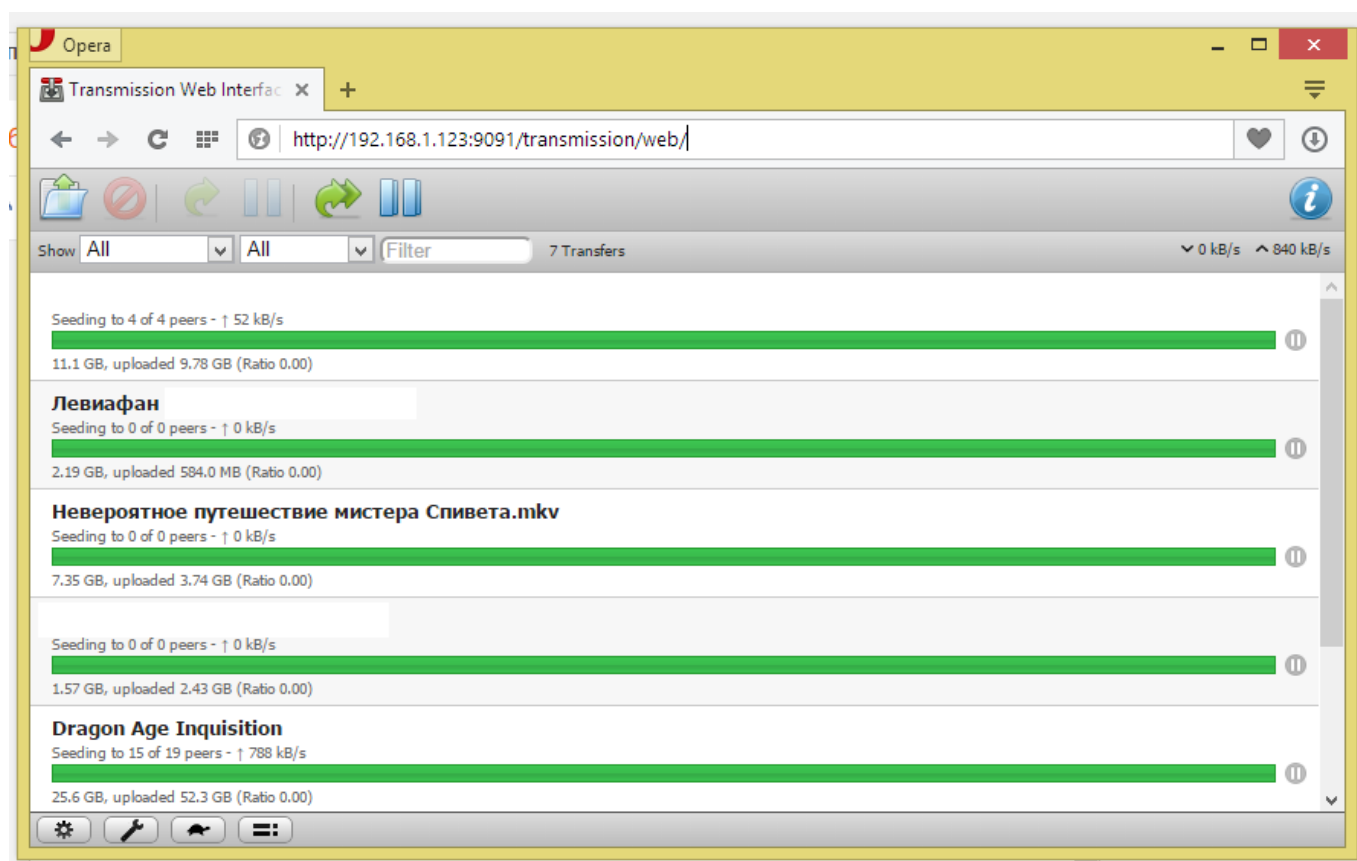 Opera
Transmission Web Interfac
http://192.168.1.123:9091/transmission/web/
Show All All Filter 7 Transfers 0 kB/s 840 kB/s
Seeding to 4 of 4 peers - ↑ 52 kB/s
11.1 GB, uploaded 9.78 GB (Ratio 0.00)
Левиафан
Seeding to 0 of 0 peers - ↑ 0 kB/s
2.19 GB, uploaded 584.0 MB (Ratio 0.00)
Невероятное путешествие мистера Спивета.mkv
Seeding to 0 of 0 peers - ↑ 0 kB/s
7.35 GB, uploaded 3.74 GB (Ratio 0.00)
Seeding to 0 of 0 peers - ↑ 0 kB/s
1.57 GB, uploaded 2.43 GB (Ratio 0.00)
Dragon Age Inquisition
Seeding to 15 of 19 peers - ↑ 788 kB/s
25.6 GB, uploaded 52.3 GB (Ratio 0.00)